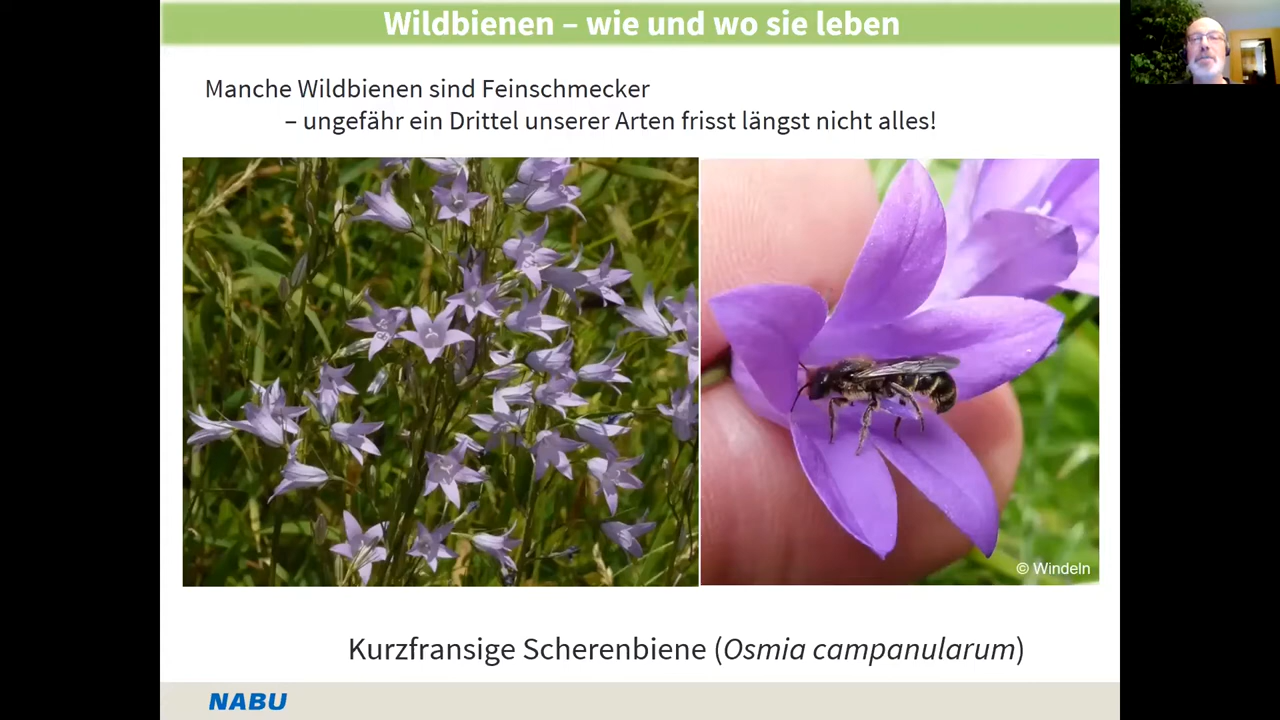 Wildbienen – wie und wo sie leben
Manche Wildbienen sind Feinschmecker
– ungefähr ein Drittel unserer Arten frisst längst nicht alles!
© Windeln
Kurzfransige Scherenbiene (Osmia campanularum)
NABU